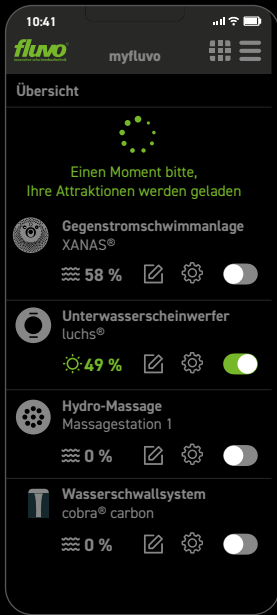 10:41
fluvo®
myfluvo
Übersicht
Einen Moment bitte,
Ihre Attraktionen werden geladen
Gegenstromschwimmanlage
XANAS®
58 %
Unterwasserscheinwerfer
luchs®
49 %
Hydro-Massage
Massagestation 1
0 %
Wasserschwallsystem
cobra® carbon
0 %